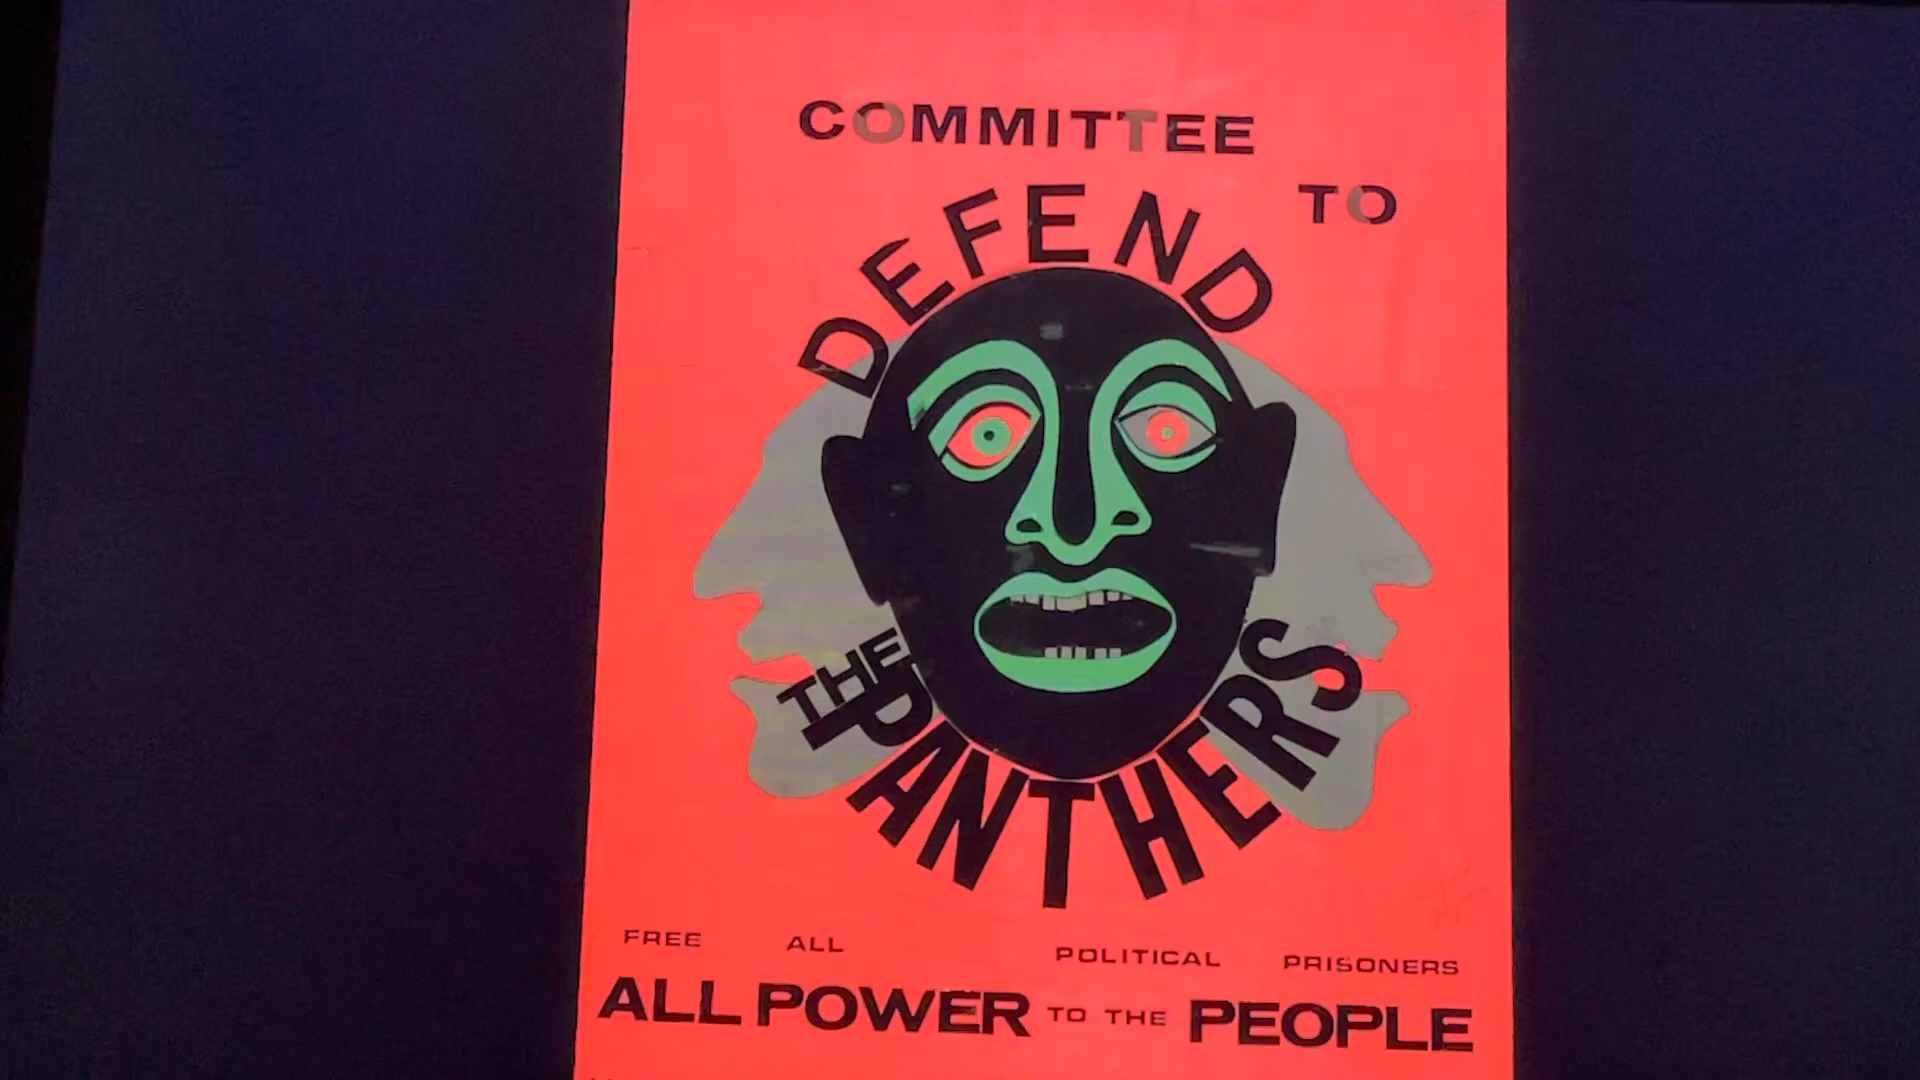 COMMITTEE
TO
DEFEND
THE
PANTHERS
FREE ALL POLITICAL PRISONERS
ALL POWER TO THE PEOPLE